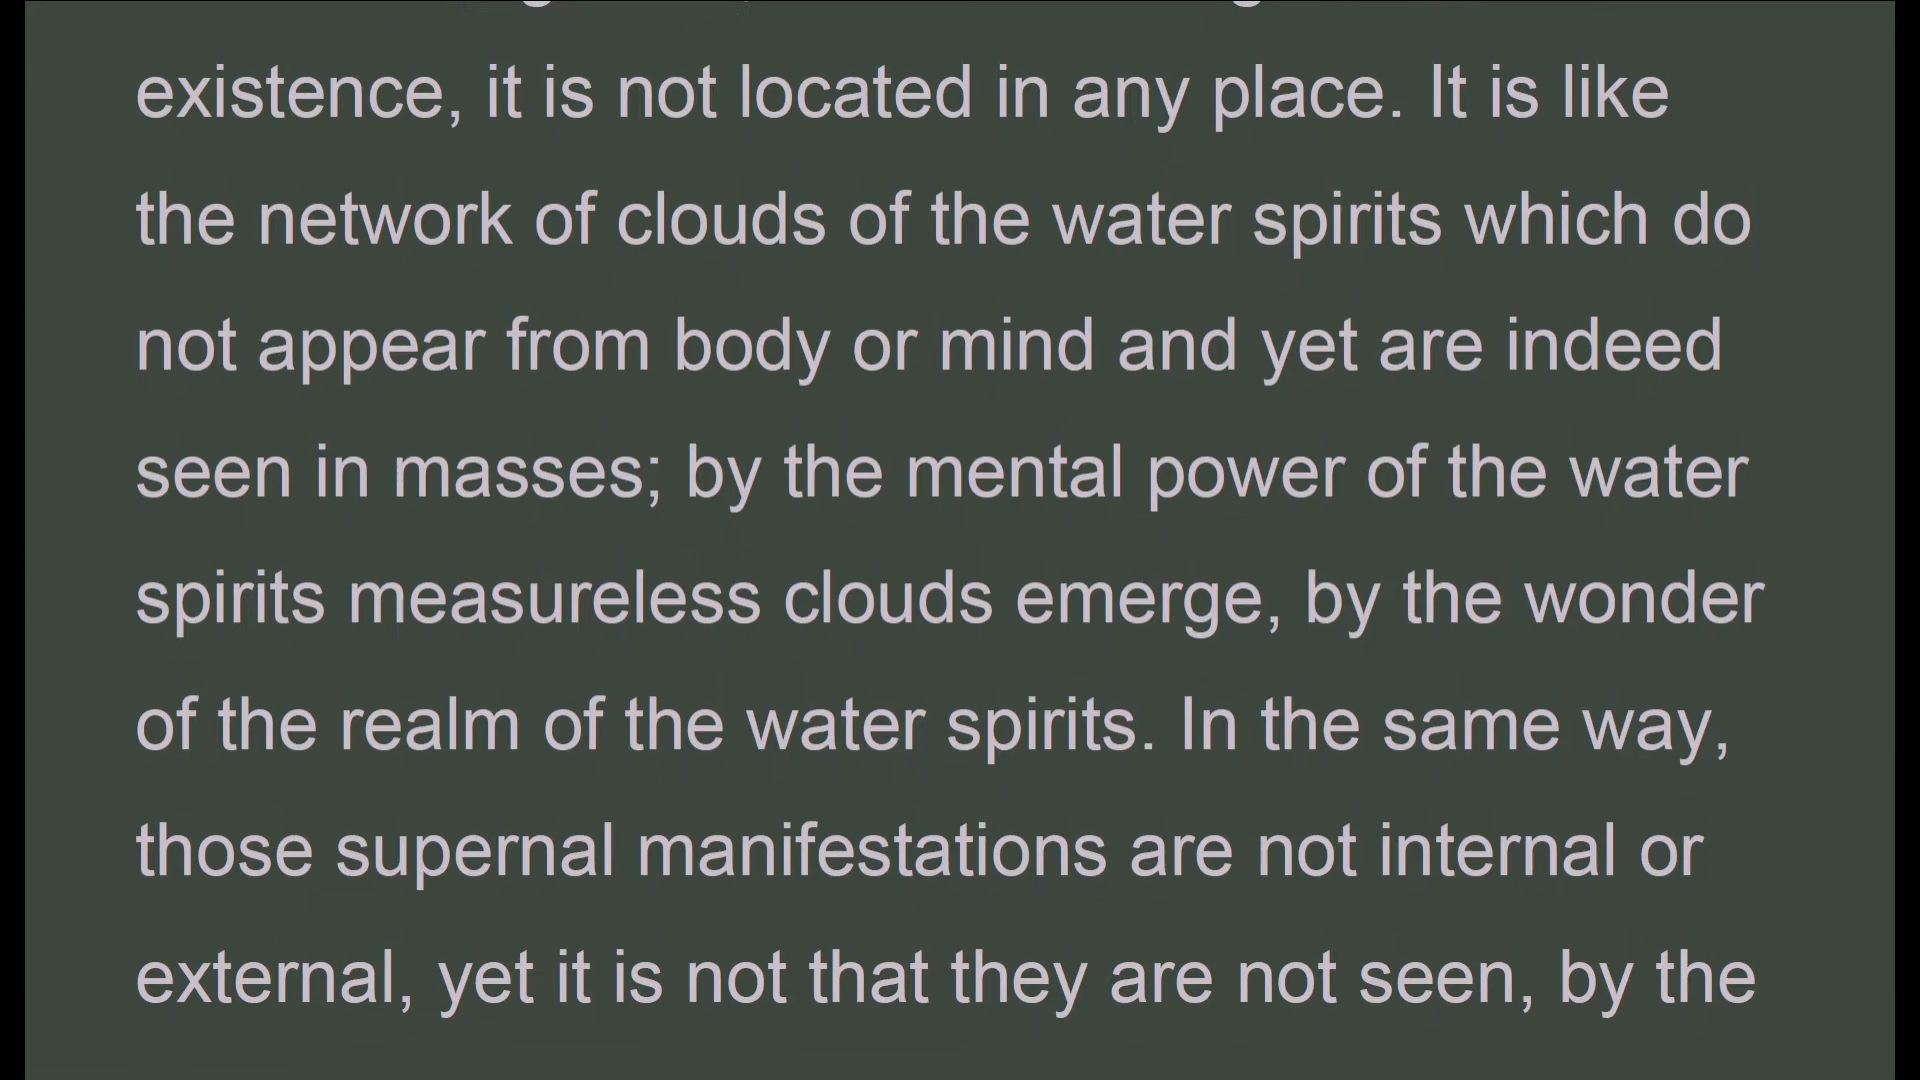 existence, it is not located in any place. It is like
the network of clouds of the water spirits which do
not appear from body or mind and yet are indeed
seen in masses; by the mental power of the water
spirits measureless clouds emerge, by the wonder
of the realm of the water spirits. In the same way,
those supernal manifestations are not internal or
external, yet it is not that they are not seen, by the